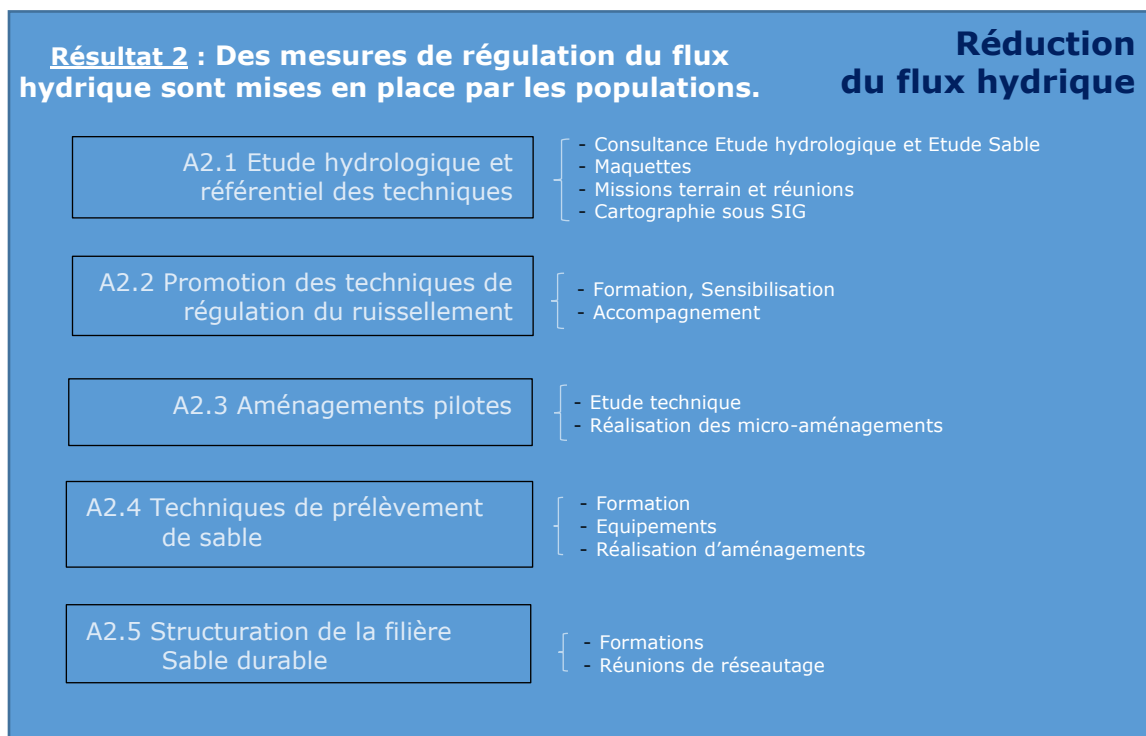 Résultat 2 : Des mesures de régulation du flux
hydrique sont mises en place par les populations.
Réduction
du flux hydrique
A2.1 Etude hydrologique et
référentiel des techniques
- Consultance Etude hydrologique et Etude Sable
- Maquettes
- Missions terrain et réunions
- Cartographie sous SIG
A2.2 Promotion des techniques de
régulation du ruissellement
- Formation, Sensibilisation
- Accompagnement
A2.3 Aménagements pilotes
- Etude technique
- Réalisation des micro-aménagements
A2.4 Techniques de prélèvement
de sable
- Formation
- Equipements
- Réalisation d’aménagements
A2.5 Structuration de la filière
Sable durable
- Formations
- Réunions de réseautage